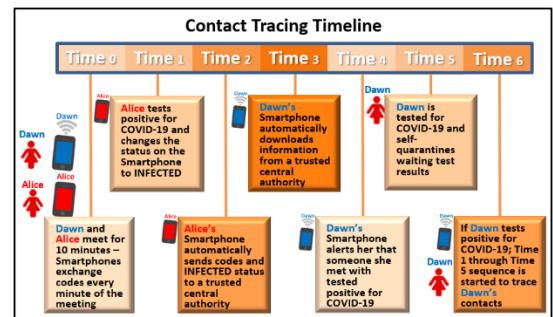 Contact Tracing Timeline
Time 0
Time 1
Time 2
Time 3
Time 4
Time 5
Time 6
Alice
Alice tests
positive for
COVID-19 and
changes the
status on the
Smartphone
to INFECTED
Dawn
Dawn's
Smartphone
automatically
downloads
information
from a trusted
central
authority
Dawn
Dawn is
tested for
COVID-19 and
self-
quarantines
waiting test
results
Dawn
Dawn
Alice
Alice
Dawn and
Alice meet for
10 minutes –
Smartphones
exchange
codes every
minute of the
meeting
Alice
Alice's
Smartphone
automatically
sends codes and
INFECTED status
to a trusted
central
authority
Dawn
Dawn's
Smartphone
alerts her that
someone she
met with
tested
positive for
COVID-19
Dawn
Dawn
If Dawn tests
positive for
COVID-19; Time
1 through Time
5 sequence is
started to trace
Dawn's
contacts